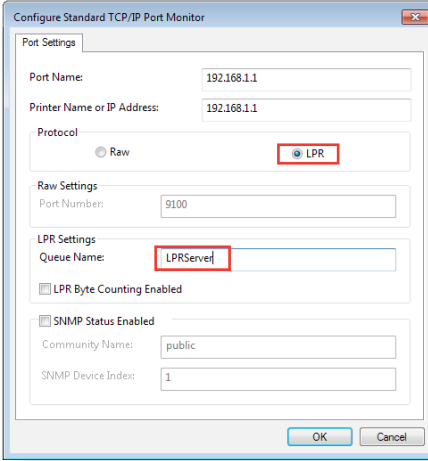 Configure Standard TCP/IP Port Monitor
Port Settings
Port Name: 192.168.1.1
Printer Name or IP Address: 192.168.1.1
Protocol
Raw LPR
Raw Settings
Port Number: 9100
LPR Settings
Queue Name: LPRServer
LPR Byte Counting Enabled
SNMP Status Enabled
Community Name: public
SNMP Device Index: 1
OK Cancel